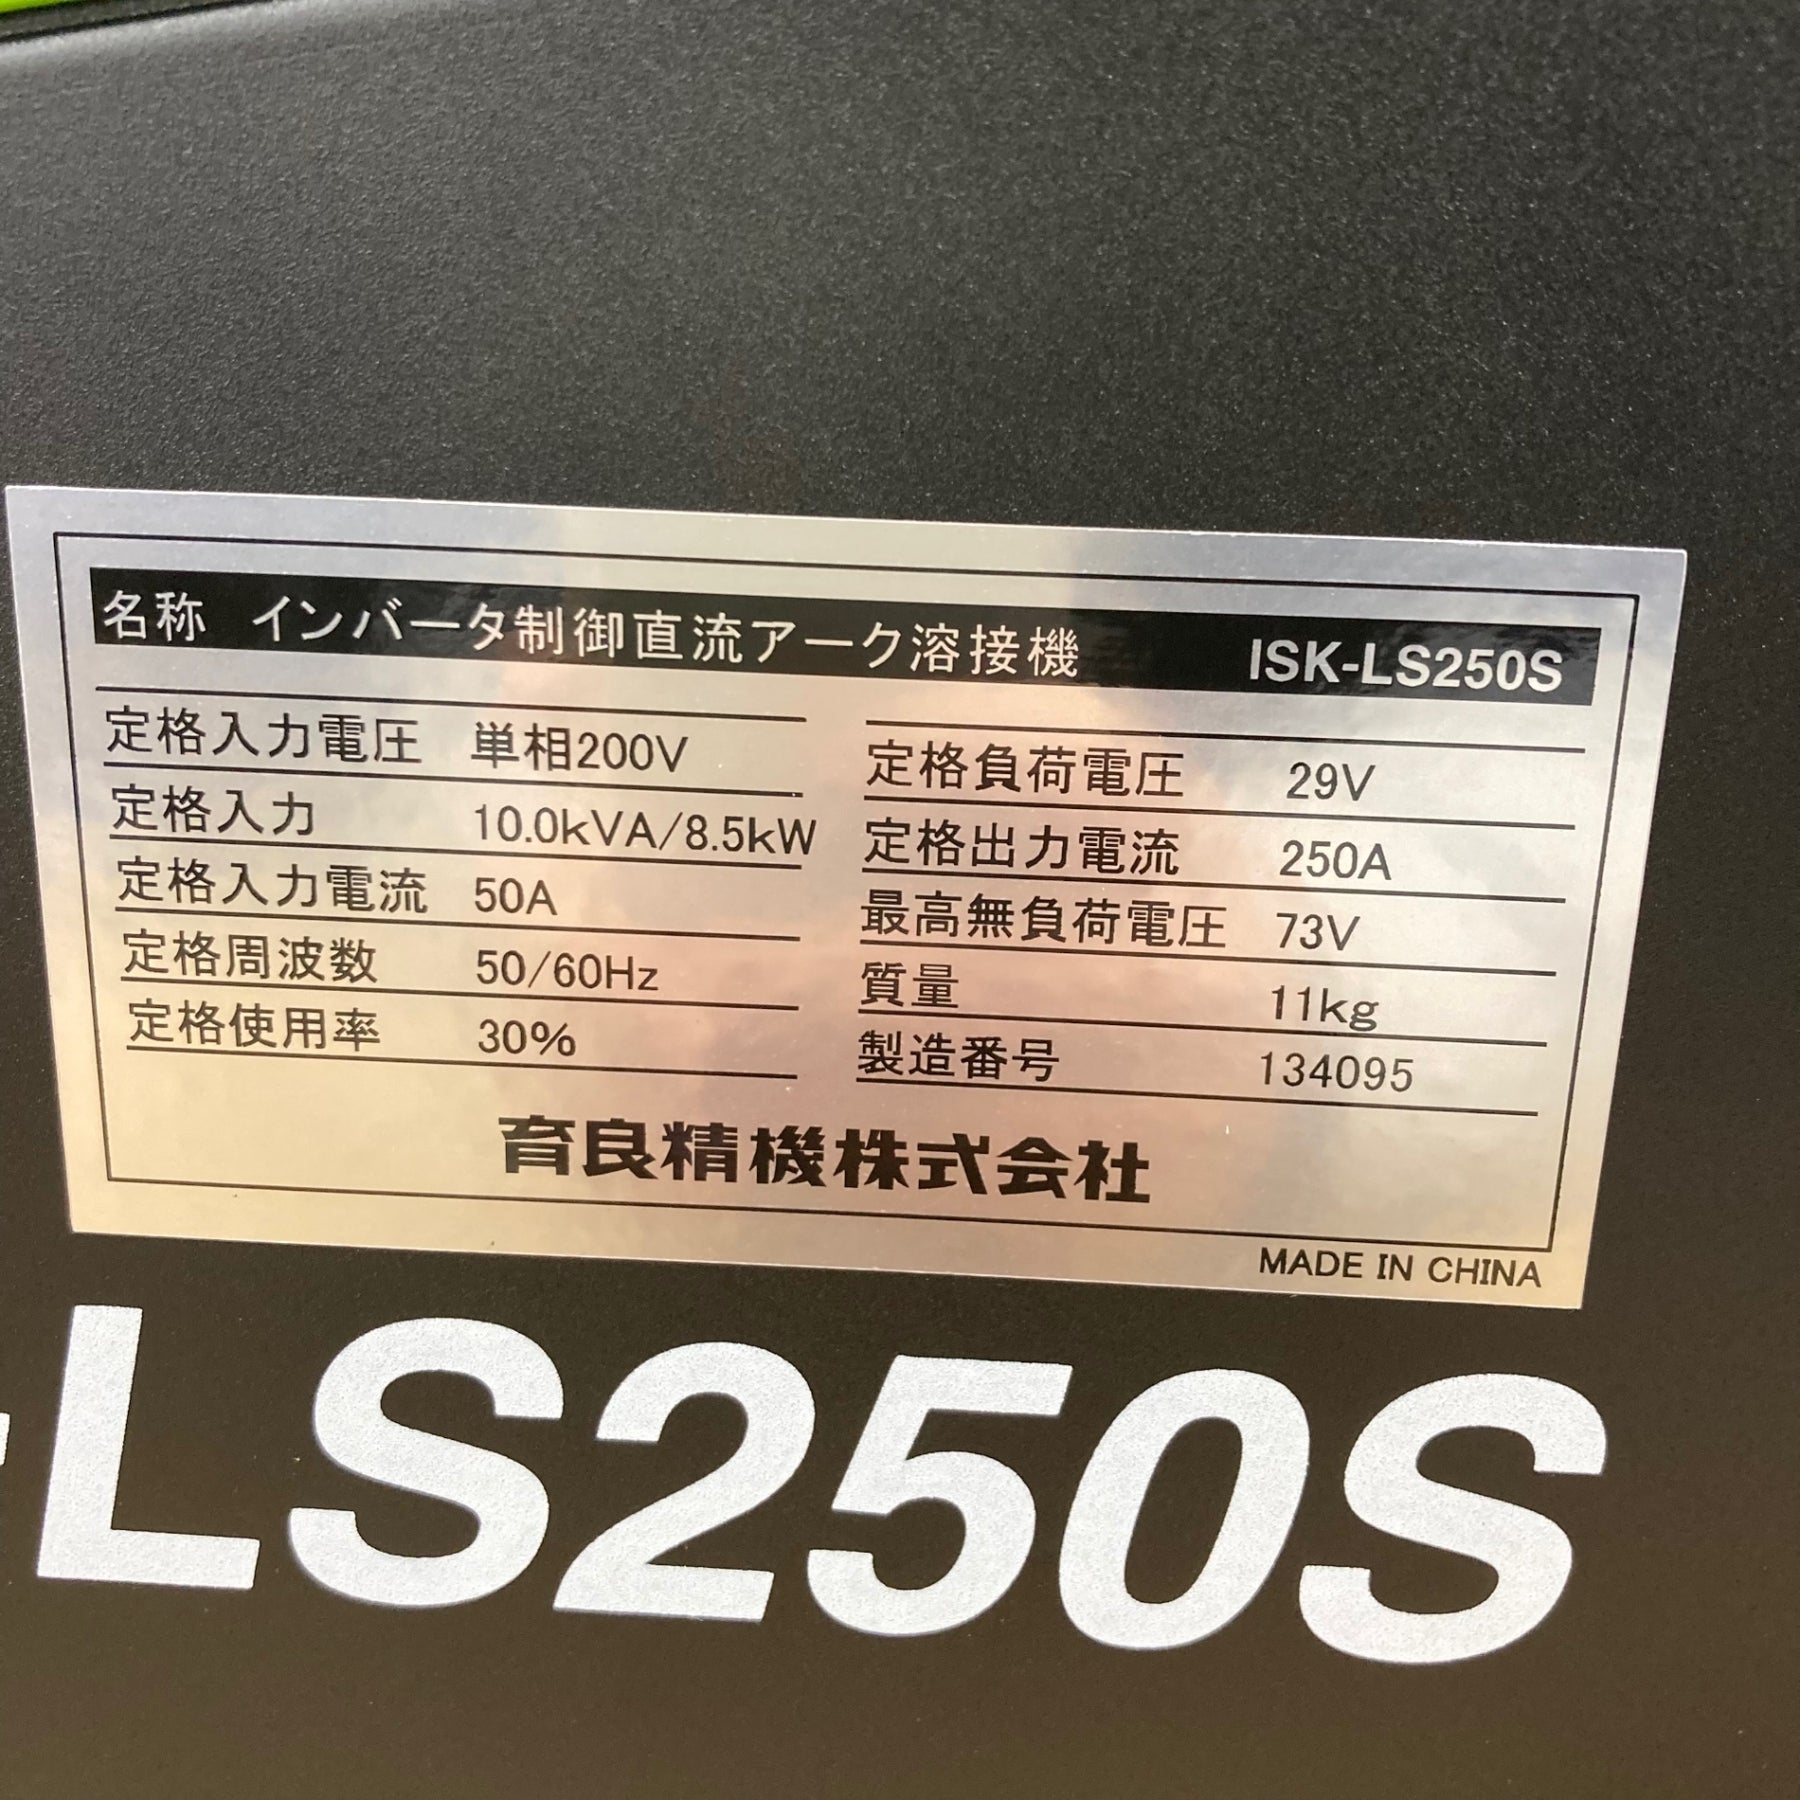 名称 インバータ制御直流アーク溶接機 ISK-LS250S
定格入力電圧 単相200V
定格入力 10.0kVA/8.5kW
定格入力電流 50A
定格周波数 50/60Hz
定格使用率 30%
定格負荷電圧 29V
定格出力電流 250A
最高無負荷電圧 73V
質量 11kg
製造番号 134095
育良精機株式会社
MADE IN CHINA
-LS250S